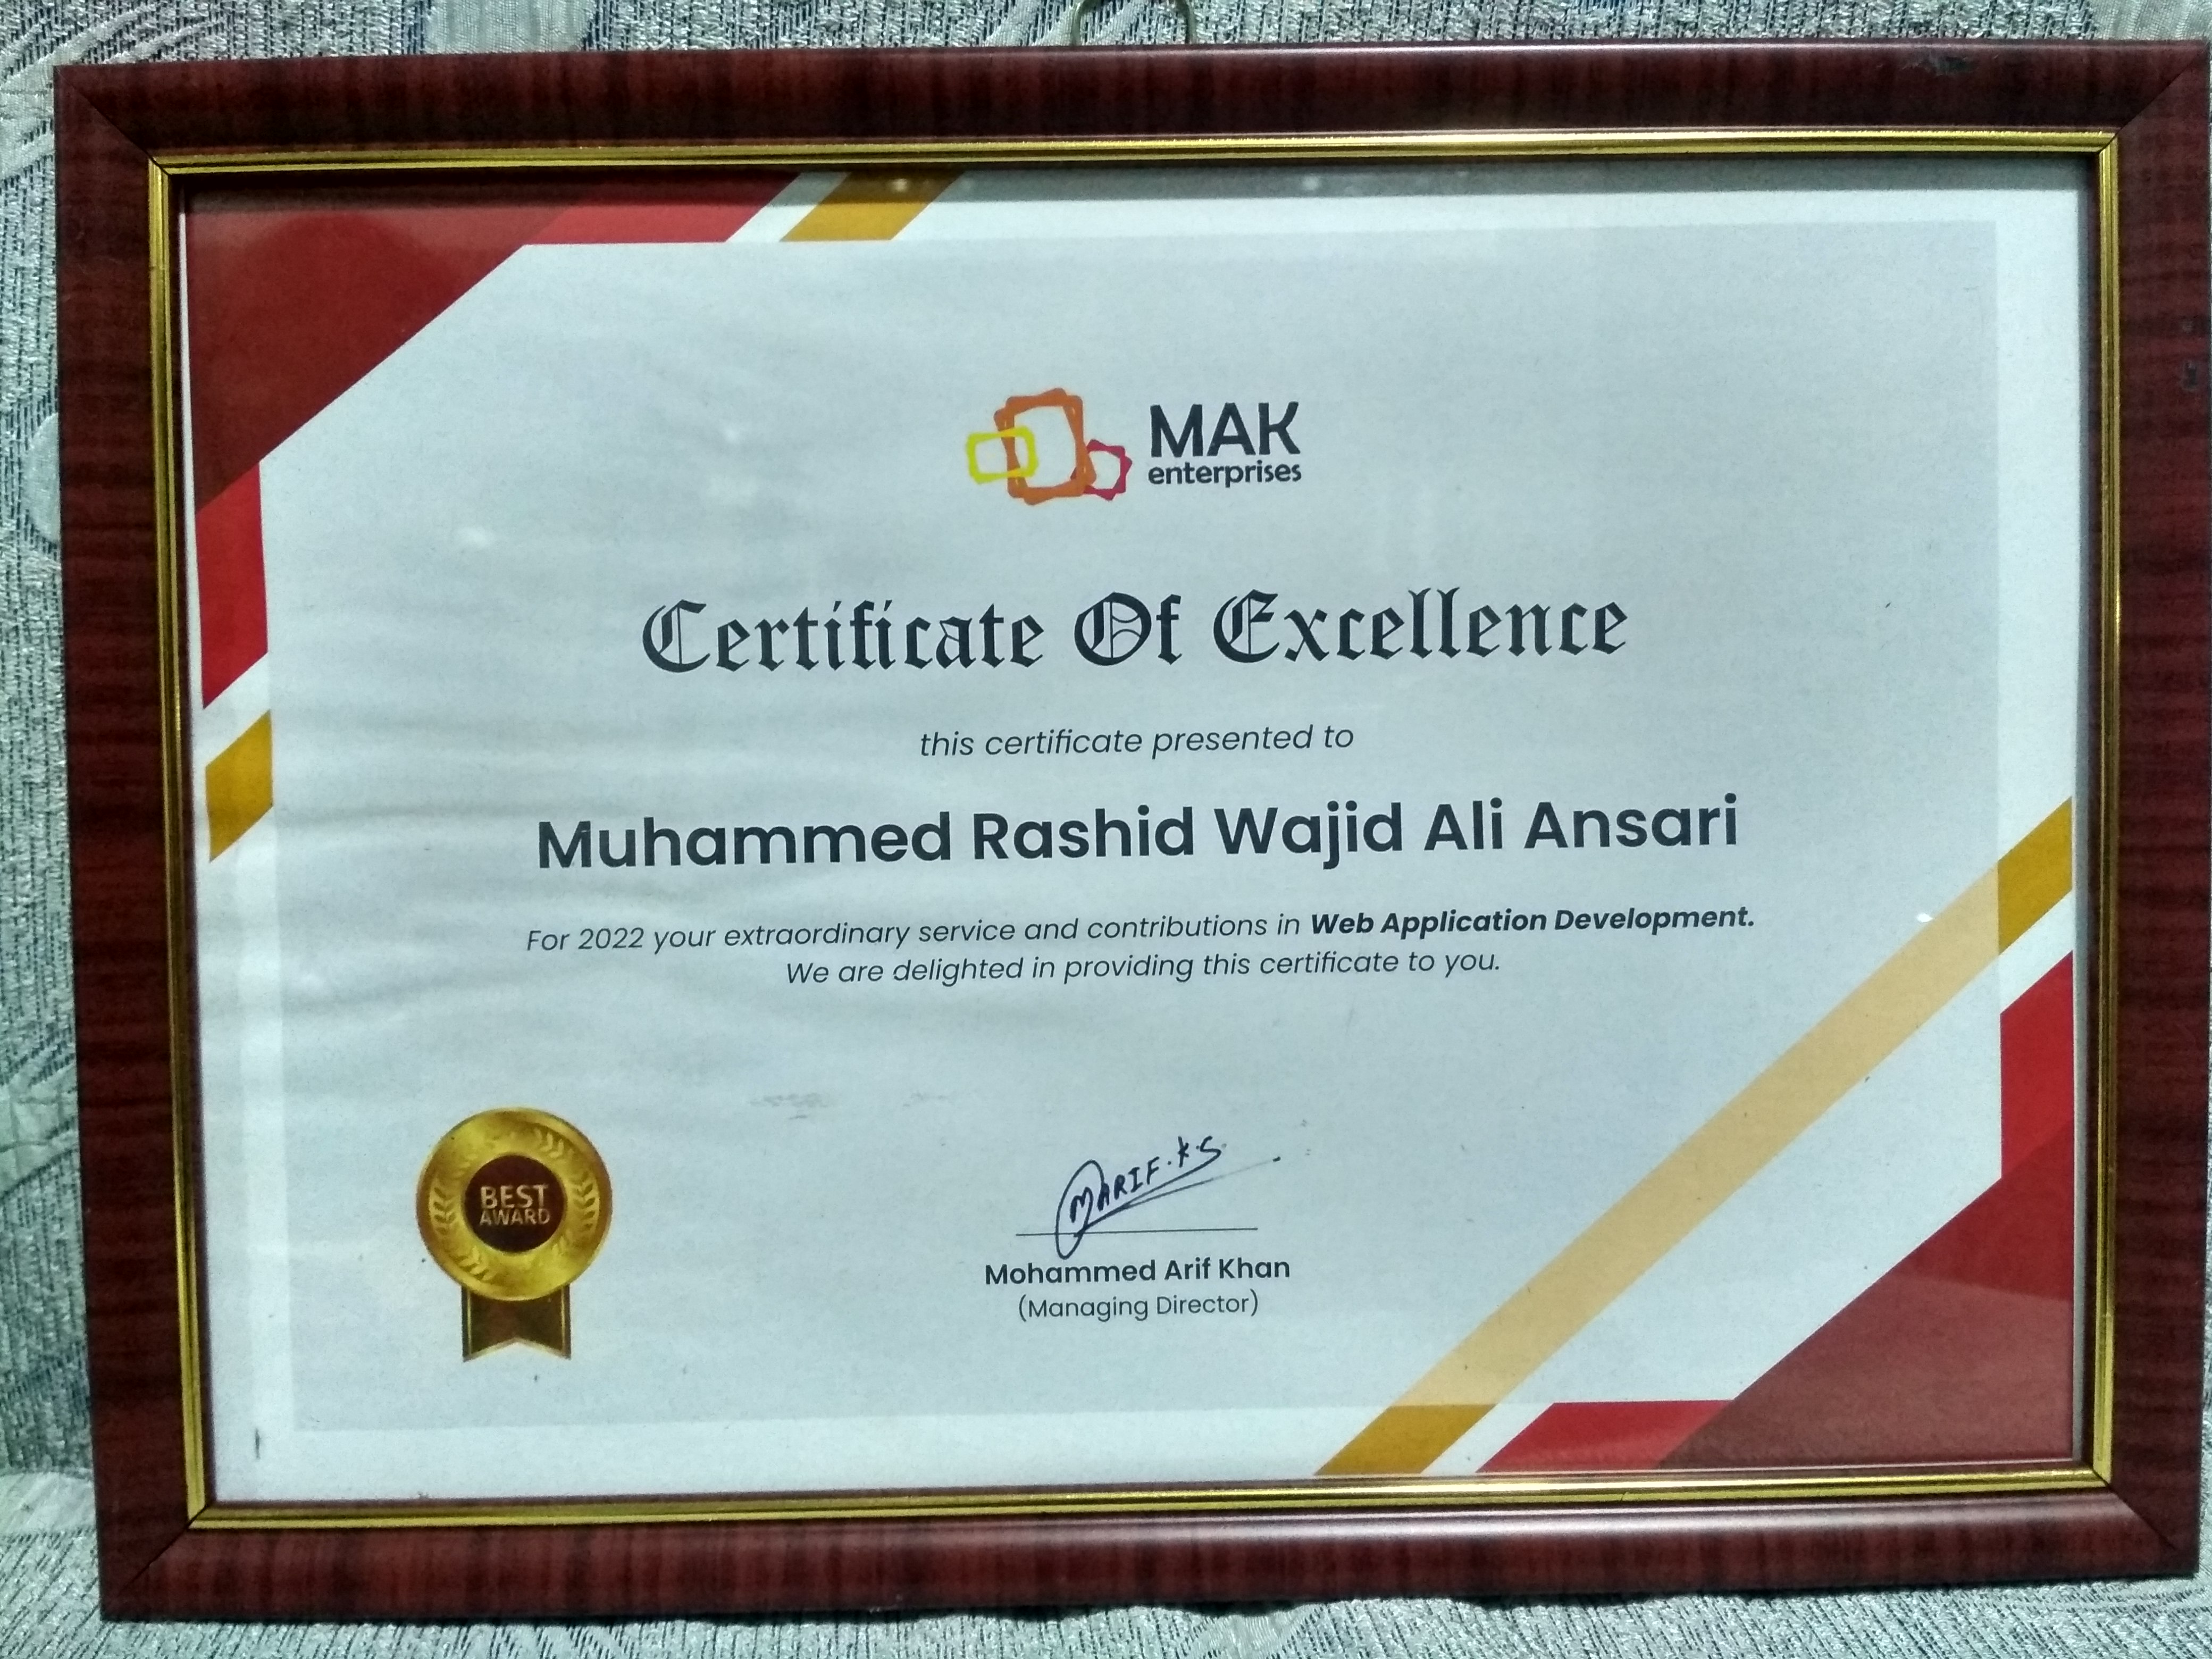 MAK
enterprises
Certificate Of Excellence
this certificate presented to
Muhammed Rashid Wajid Ali Ansari
For 2022 your extraordinary service and contributions in Web Application Development.
We are delighted in providing this certificate to you.
BEST
AWARD
MARIF.K.S
Mohammed Arif Khan
(Managing Director)